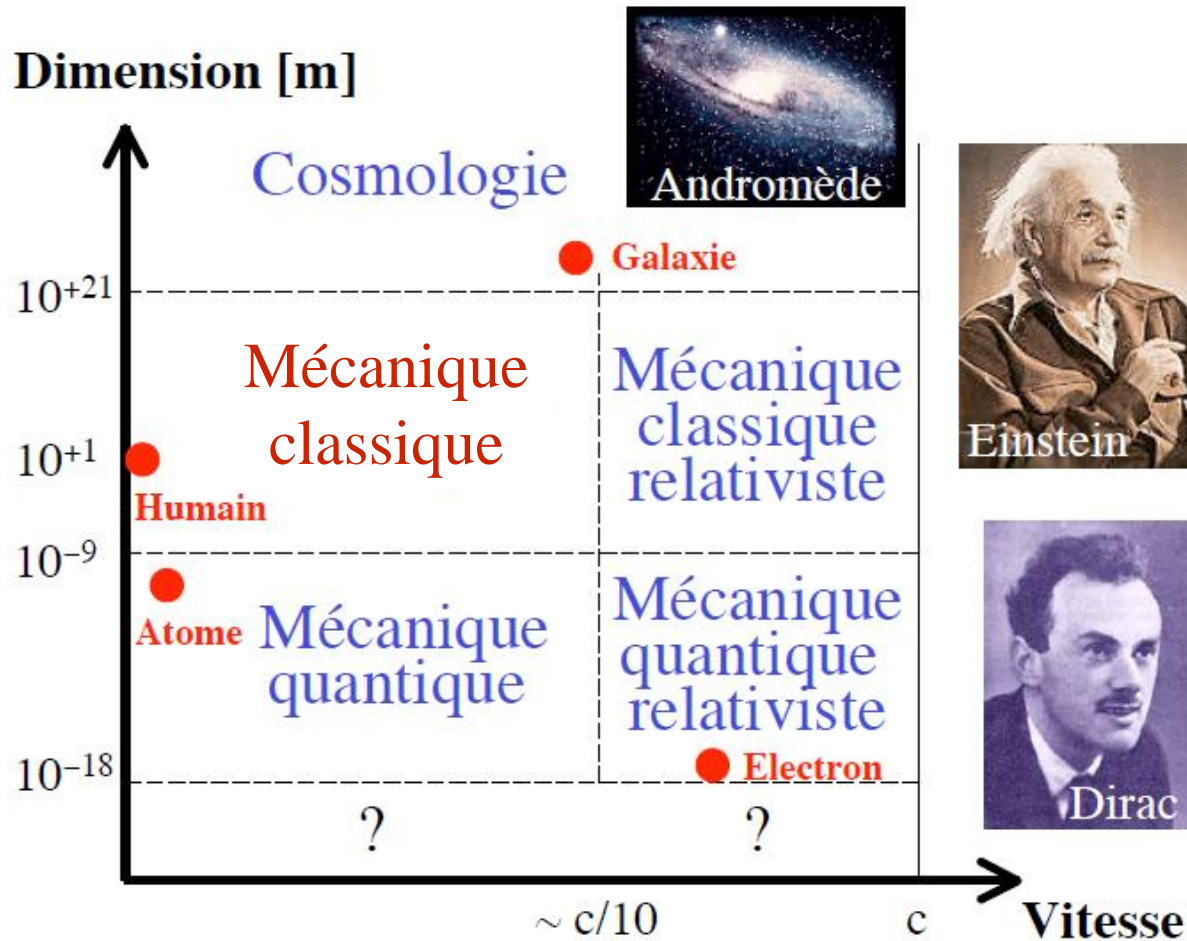 Dimension [m]
Cosmologie
Andromède
Galaxie
10+21
Mécanique
classique
Mécanique
classique
relativiste
Einstein
10+1
Humain
10–9
Atome
Mécanique
quantique
Mécanique
quantique
relativiste
10–18
Electron
Dirac
?
?
~ c/10
c
Vitesse